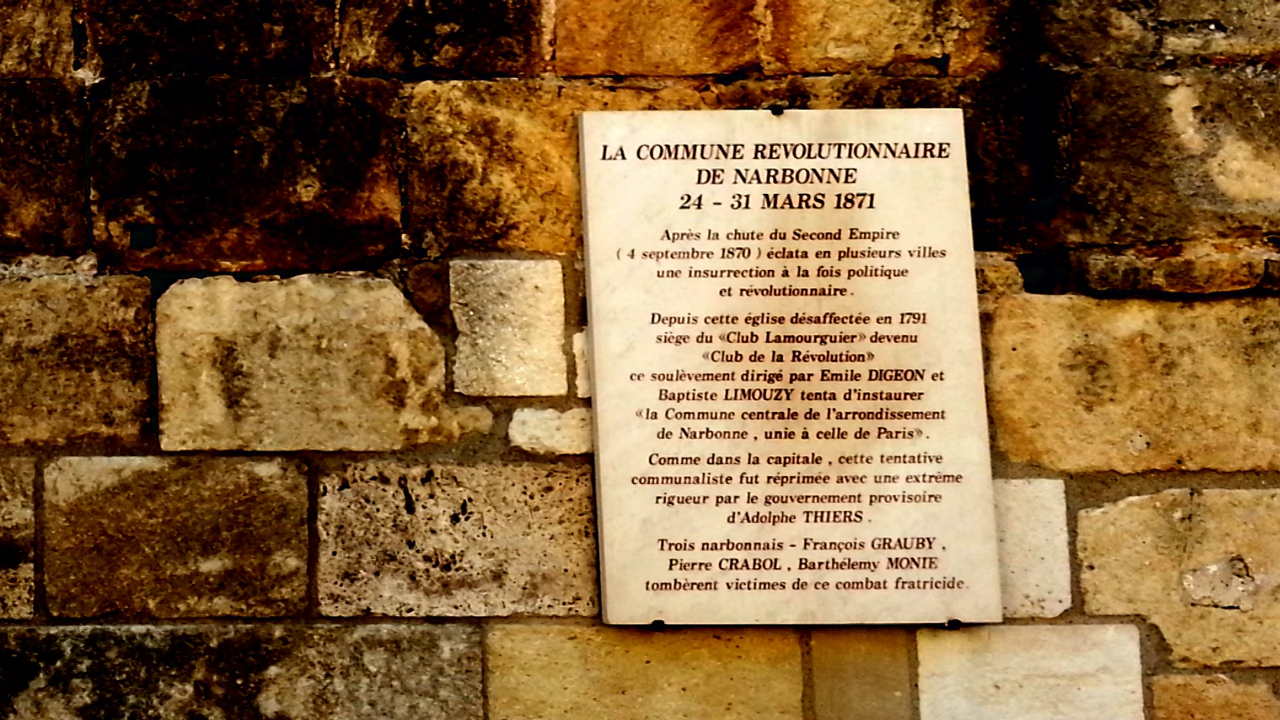 LA COMMUNE REVOLUTIONNAIRE
DE NARBONNE
24 - 31 MARS 1871
Après la chute du Second Empire
( 4 septembre 1870 ) éclata en plusieurs villes
une insurrection à la fois politique
et révolutionnaire .
Depuis cette église désaffectée en 1791
siège du «Club Lamourguier» devenu
«Club de la Révolution»
ce soulèvement dirigé par Emile DIGEON et
Baptiste LIMOUZY tenta d'instaurer
«la Commune centrale de l'arrondissement
de Narbonne , unie à celle de Paris» .
Comme dans la capitale , cette tentative
communaliste fut réprimée avec une extrême
rigueur par le gouvernement provisoire
d'Adolphe THIERS .
Trois narbonnais - François GRAUBY ,
Pierre CRABOL , Barthélemy MONIE
tombèrent victimes de ce combat fratricide .